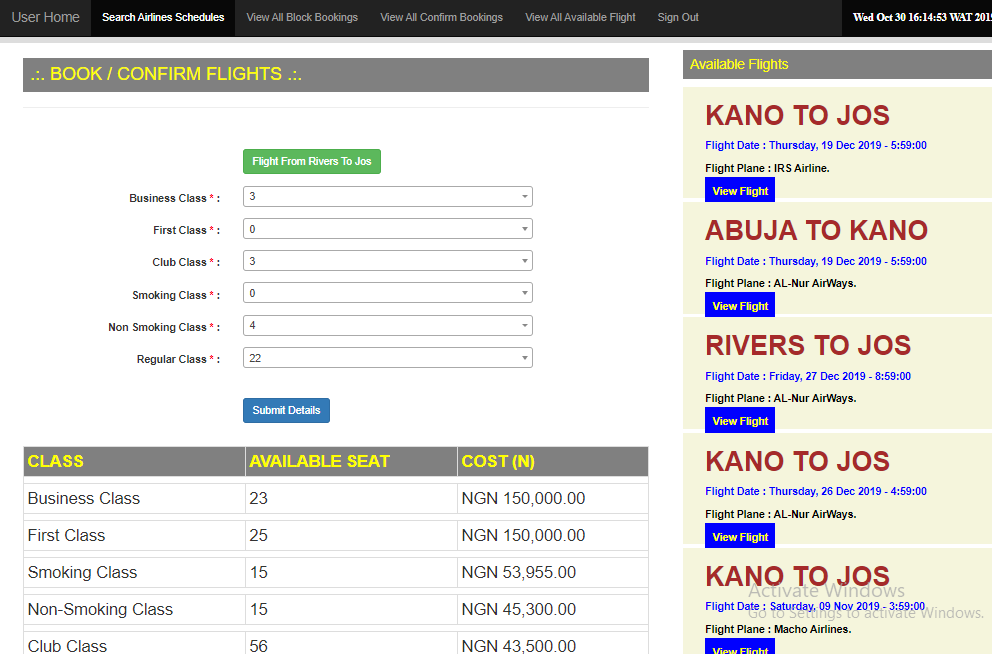 User Home Search Airlines Schedules View All Block Bookings View All Confirm Bookings View All Available Flight Sign Out Wed Oct 30 16:14:53 WAT 2019
.:. BOOK / CONFIRM FLIGHTS .:.
Flight From Rivers To Jos
Business Class * : 3
First Class * : 0
Club Class * : 3
Smoking Class * : 0
Non Smoking Class * : 4
Regular Class * : 22
Submit Details
CLASS AVAILABLE SEAT COST (N)
Business Class 23 NGN 150,000.00
First Class 25 NGN 150,000.00
Smoking Class 15 NGN 53,955.00
Non-Smoking Class 15 NGN 45,300.00
Club Class 56 NGN 43,500.00
Available Flights
KANO TO JOS
Flight Date : Thursday, 19 Dec 2019 - 5:59:00
Flight Plane : IRS Airline.
View Flight
ABUJA TO KANO
Flight Date : Thursday, 19 Dec 2019 - 5:59:00
Flight Plane : AL-Nur AirWays.
View Flight
RIVERS TO JOS
Flight Date : Friday, 27 Dec 2019 - 8:59:00
Flight Plane : AL-Nur AirWays.
View Flight
KANO TO JOS
Flight Date : Thursday, 26 Dec 2019 - 4:59:00
Flight Plane : AL-Nur AirWays.
View Flight
KANO TO JOS
Activate Windows
Flight Date : Saturday, 09 Nov 2019 - 3:59:00
Go to Settings to activate Windows.
Flight Plane : Macho Airlines.
View Flight